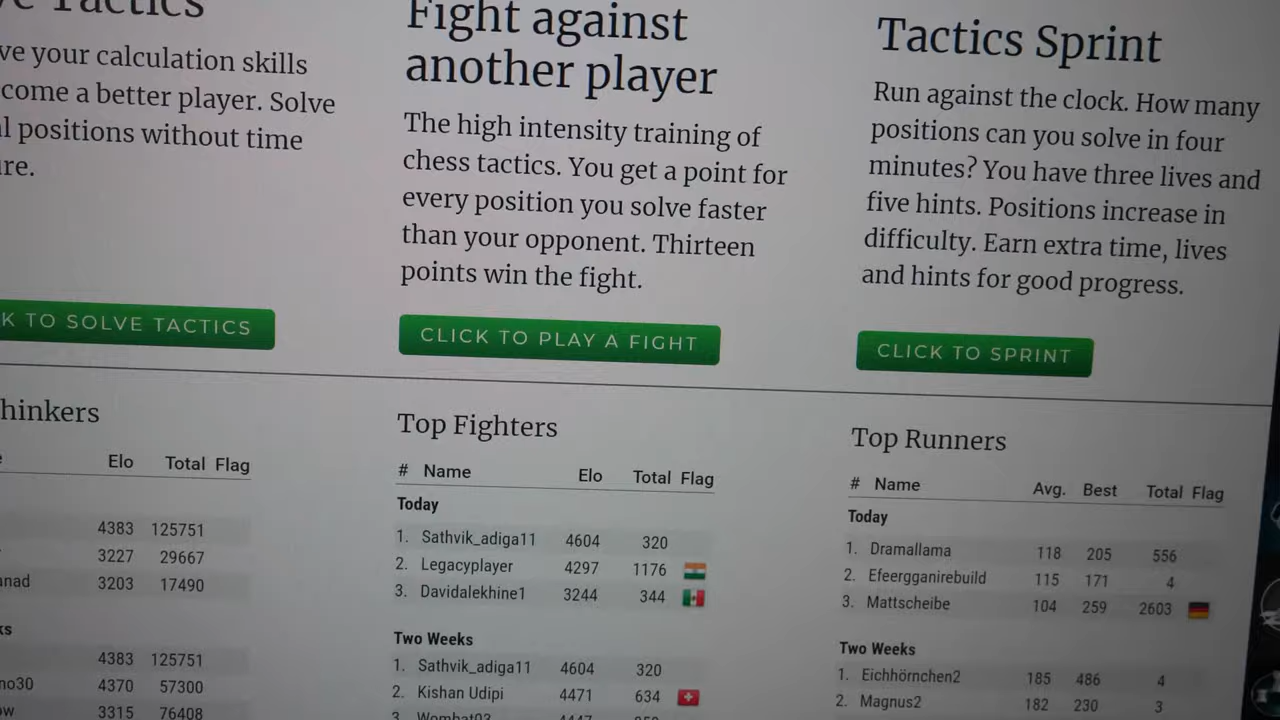 Tactics
your calculation skills
come a better player. Solve
positions without time
Fight against
another player
The high intensity training of
chess tactics. You get a point for
every position you solve faster
than your opponent. Thirteen
points win the fight.
Tactics Sprint
Run against the clock. How many
positions can you solve in four
minutes? You have three lives and
five hints. Positions increase in
difficulty. Earn extra time, lives
and hints for good progress.
TO SOLVE TACTICS
CLICK TO PLAY A FIGHT
CLICK TO SPRINT
hinkers
Elo Total Flag
4383 125751
3227 29667
anad 3203 17490
4383 125751
no30 4370 57300
3315 76408
Top Fighters
# Name Elo Total Flag
Today
1. Sathvik_adiga11 4604 320
2. Legacyplayer 4297 1176
3. Davidalekhine1 3244 344
Two Weeks
1. Sathvik_adiga11 4604 320
2. Kishan Udipi 4471 634
3. Wombat03
Top Runners
# Name Avg. Best Total Flag
Today
1. Dramallama 118 205 556
2. Efeergganirebuild 115 171 4
3. Mattscheibe 104 259 2603
Two Weeks
1. Eichhörnchen2 185 486 4
2. Magnus2 182 230 3